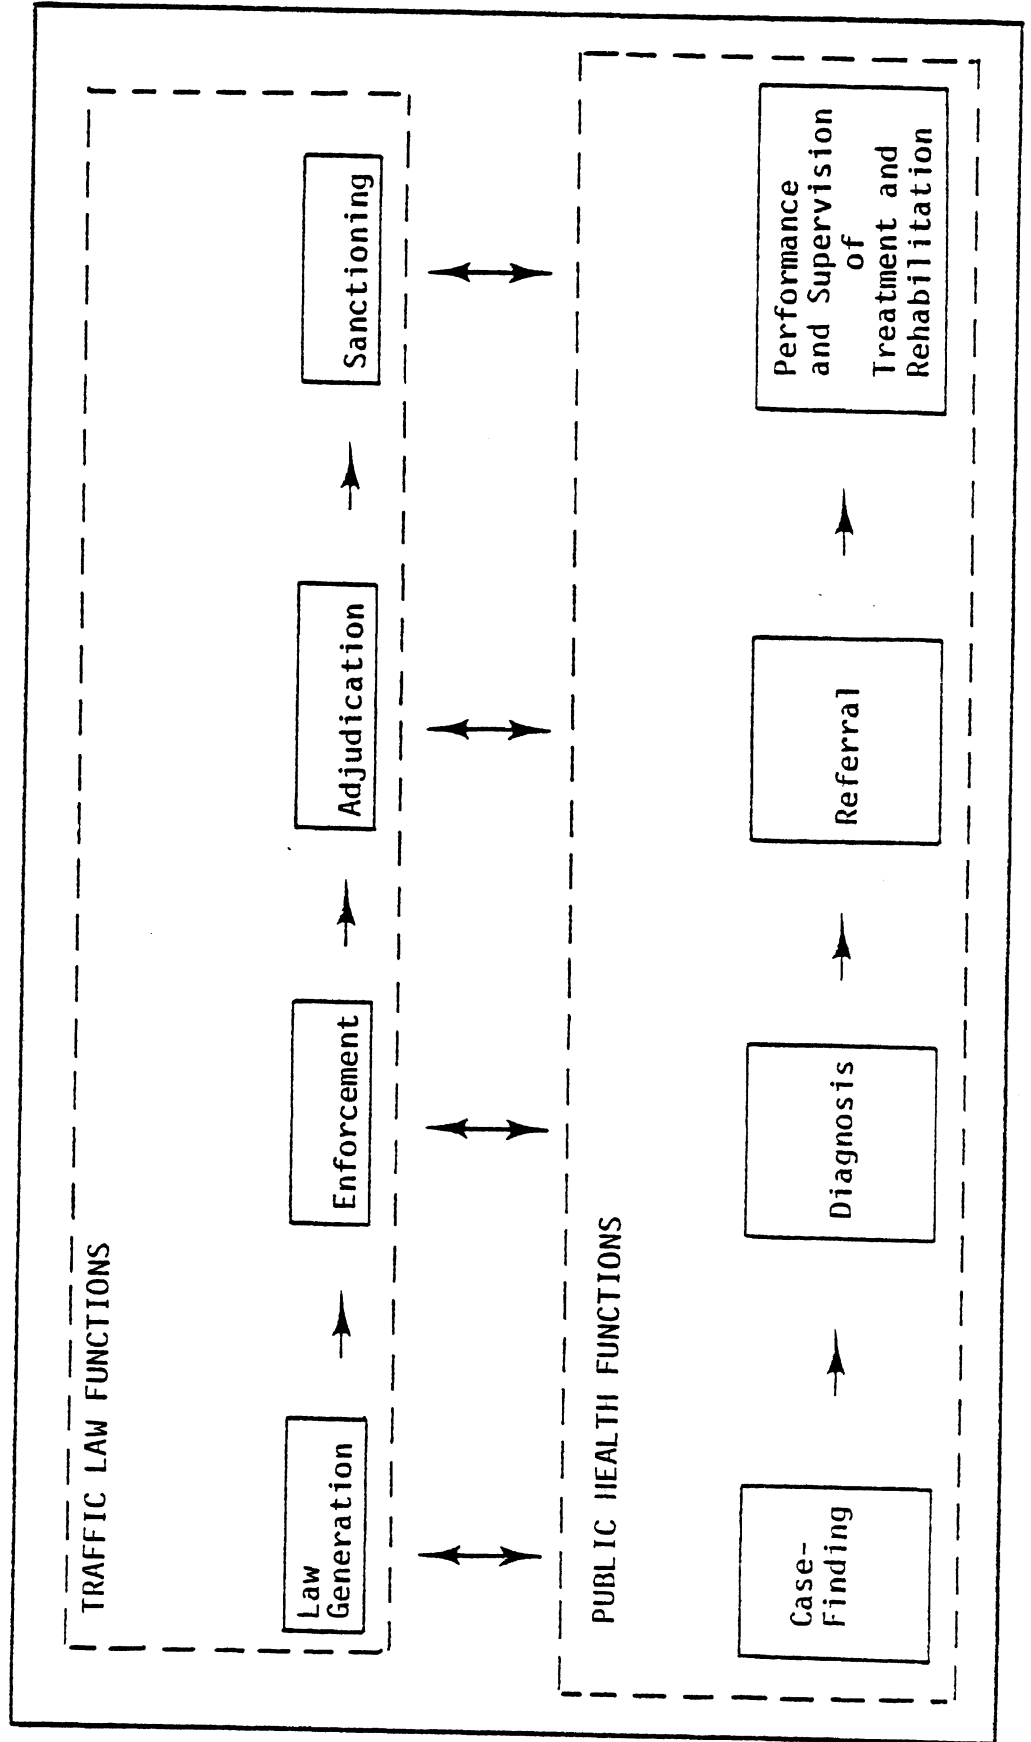 TRAFFIC LAW FUNCTIONS
Law
Generation
Enforcement
Adjudication
Sanctioning
PUBLIC HEALTH FUNCTIONS
Case-
Finding
Diagnosis
Referral
Performance
and Supervision
of
Treatment and
Rehabilitation